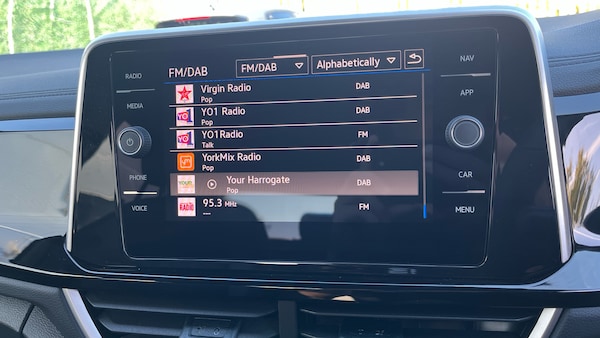 RADIO
MEDIA
PHONE
VOICE
FM/DAB FM/DAB Alphabetically
Virgin Radio DAB
Pop
YO1 Radio DAB
Pop
YO1Radio FM
Talk
YorkMix Radio DAB
Pop
Your Harrogate DAB
Pop
95.3 MHz FM
---
NAV
APP
CAR
MENU